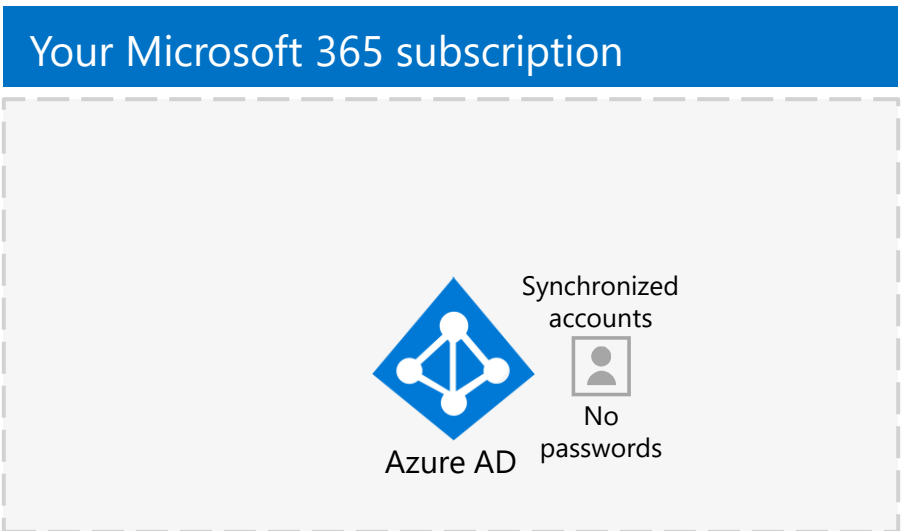 Your Microsoft 365 subscription
Synchronized
accounts
No
passwords
Azure AD